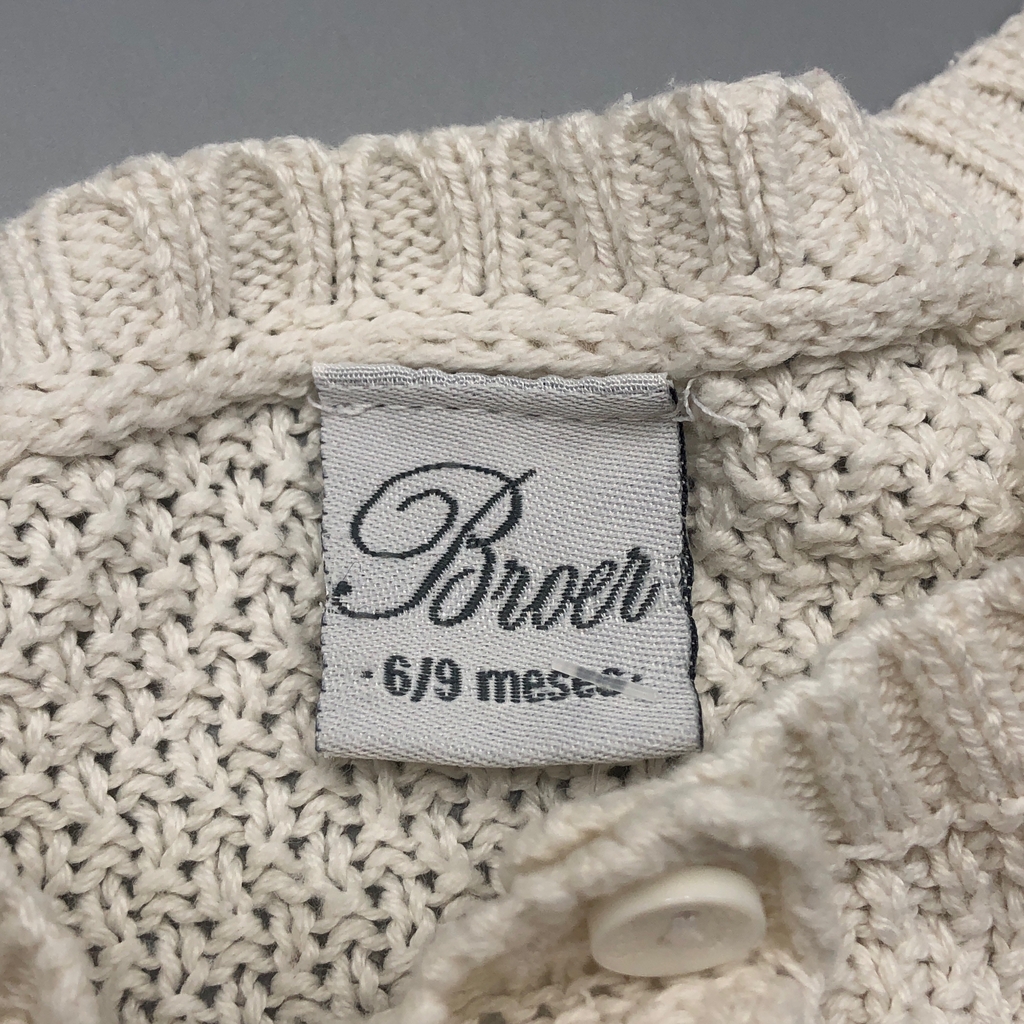 Broer
· 6/9 meses ·